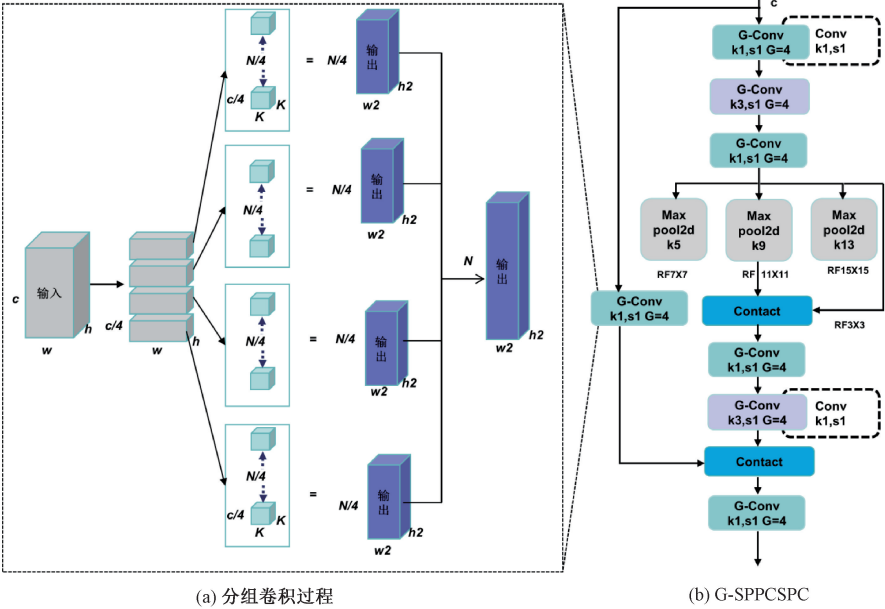 N/4
c/4
K
K
=
N/4
输
出
h2
w2
N/4
=
N/4
输
出
h2
w2
c
输入
h
w
c/4
w
h
N/4
=
N/4
输
出
h2
w2
N/4
c/4
K
K
=
N/4
输
出
h2
w2
N
输
出
h2
w2
(a) 分组卷积过程
c
G-Conv
k1,s1 G=4
Conv
k1,s1
G-Conv
k3,s1 G=4
G-Conv
k1,s1 G=4
Max
pool2d
k5
Max
pool2d
k9
Max
pool2d
k13
RF7X7
RF 11X11
RF15X15
G-Conv
k1,s1 G=4
Contact
RF3X3
G-Conv
k1,s1 G=4
G-Conv
k3,s1 G=4
Conv
k1,s1
Contact
G-Conv
k1,s1 G=4
(b) G-SPPCSPC